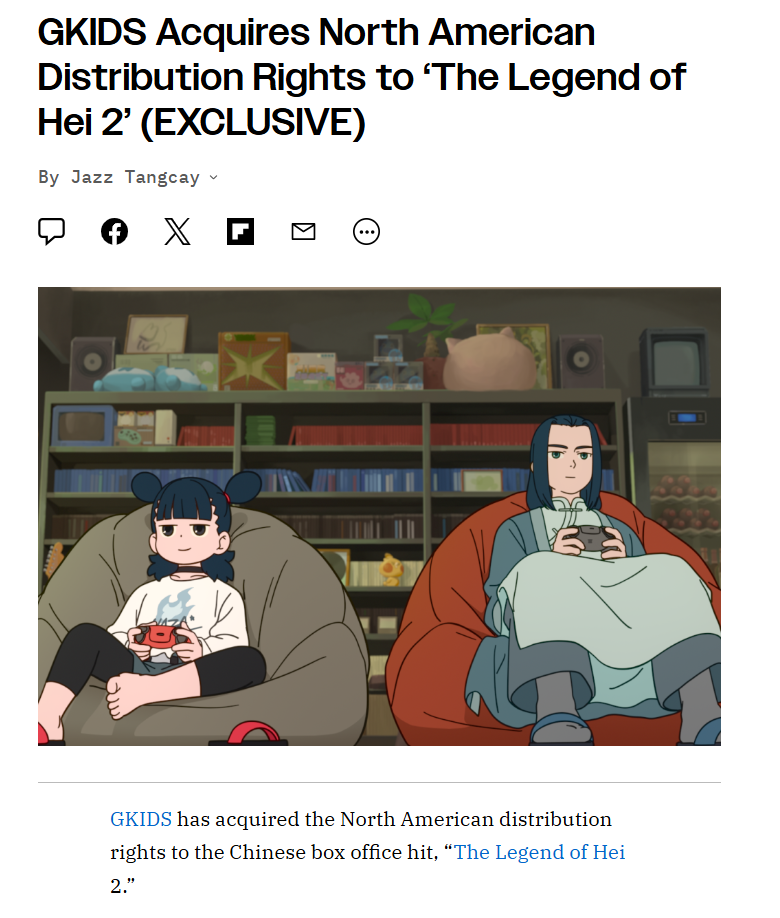 GKIDS Acquires North American
Distribution Rights to ‘The Legend of
Hei 2’ (EXCLUSIVE)
By Jazz Tangcay
GKIDS has acquired the North American distribution
rights to the Chinese box office hit, “The Legend of Hei
2.”